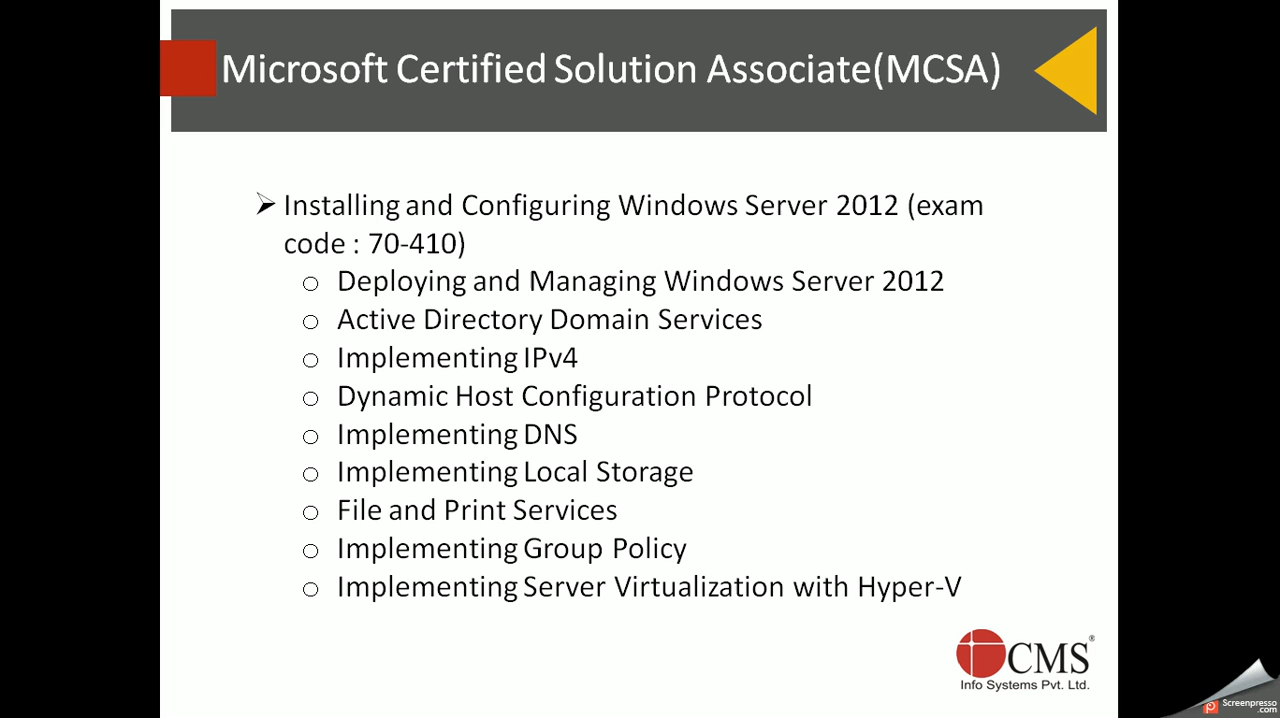 Microsoft Certified Solution Associate(MCSA)
➢ Installing and Configuring Windows Server 2012 (exam
code : 70-410)
o Deploying and Managing Windows Server 2012
o Active Directory Domain Services
o Implementing IPv4
o Dynamic Host Configuration Protocol
o Implementing DNS
o Implementing Local Storage
o File and Print Services
o Implementing Group Policy
o Implementing Server Virtualization with Hyper-V
CMS®
Info Systems Pvt. Ltd.
Screenpresso
.com